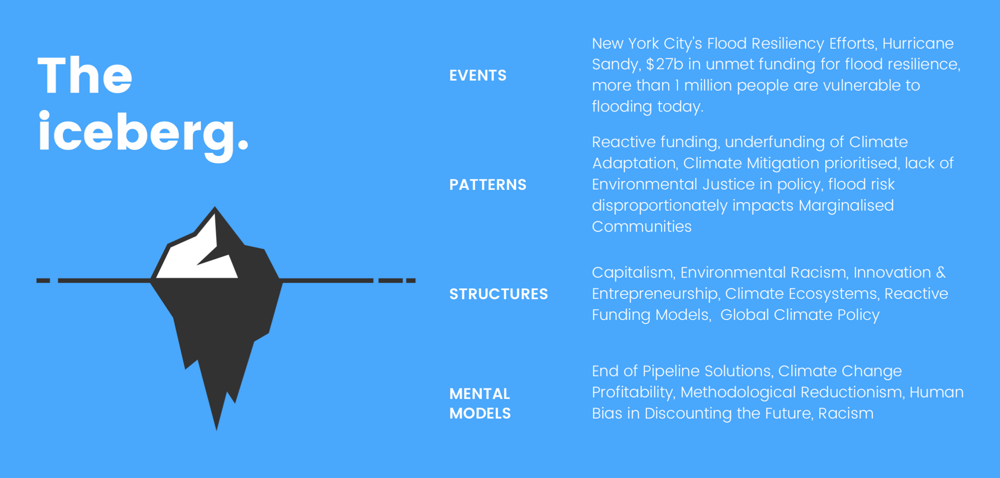 The
iceberg.
EVENTS
New York City's Flood Resiliency Efforts, Hurricane
Sandy, $27b in unmet funding for flood resilience,
more than 1 million people are vulnerable to
flooding today.
PATTERNS
Reactive funding, underfunding of Climate
Adaptation, Climate Mitigation prioritised, lack of
Environmental Justice in policy, flood risk
disproportionately impacts Marginalised
Communities
STRUCTURES
Capitalism, Environmental Racism, Innovation &
Entrepreneurship, Climate Ecosystems, Reactive
Funding Models,  Global Climate Policy
MENTAL
MODELS
End of Pipeline Solutions, Climate Change
Profitability, Methodological Reductionism, Human
Bias in Discounting the Future, Racism